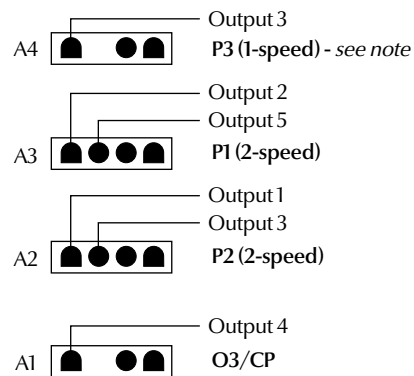 Output 3
A4 P3 (1-speed) - see note
Output 2
Output 5
A3 P1 (2-speed)
Output 1
Output 3
A2 P2 (2-speed)
Output 4
A1 O3/CP